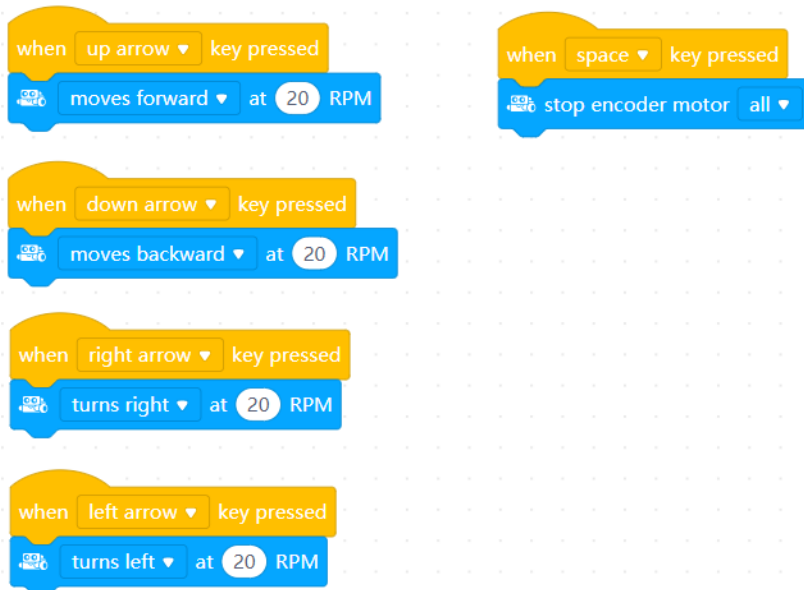 when up arrow key pressed
moves forward at 20 RPM
when down arrow key pressed
moves backward at 20 RPM
when right arrow key pressed
turns right at 20 RPM
when left arrow key pressed
turns left at 20 RPM
when space key pressed
stop encoder motor all